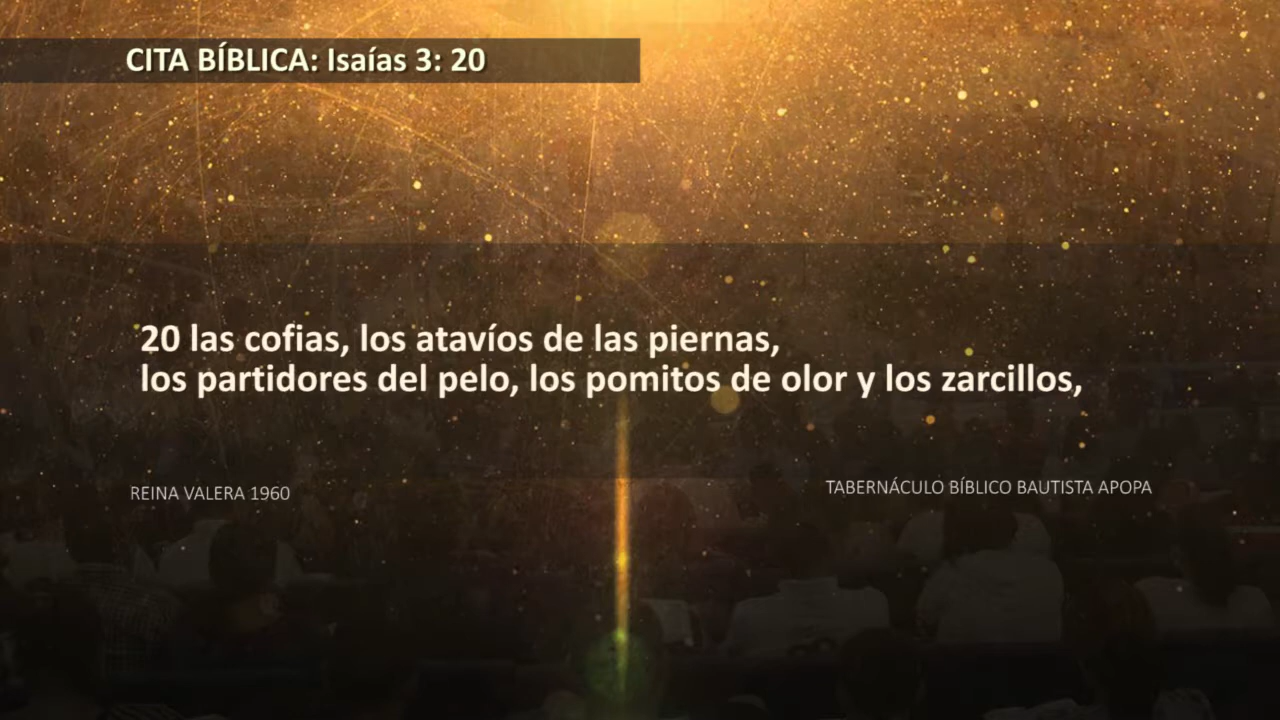 CITA BÍBLICA: Isaías 3: 20
20 las cofias, los atavíos de las piernas,
los partidores del pelo, los pomitos de olor y los zarcillos,
REINA VALERA 1960
TABERNÁCULO BÍBLICO BAUTISTA APOPA